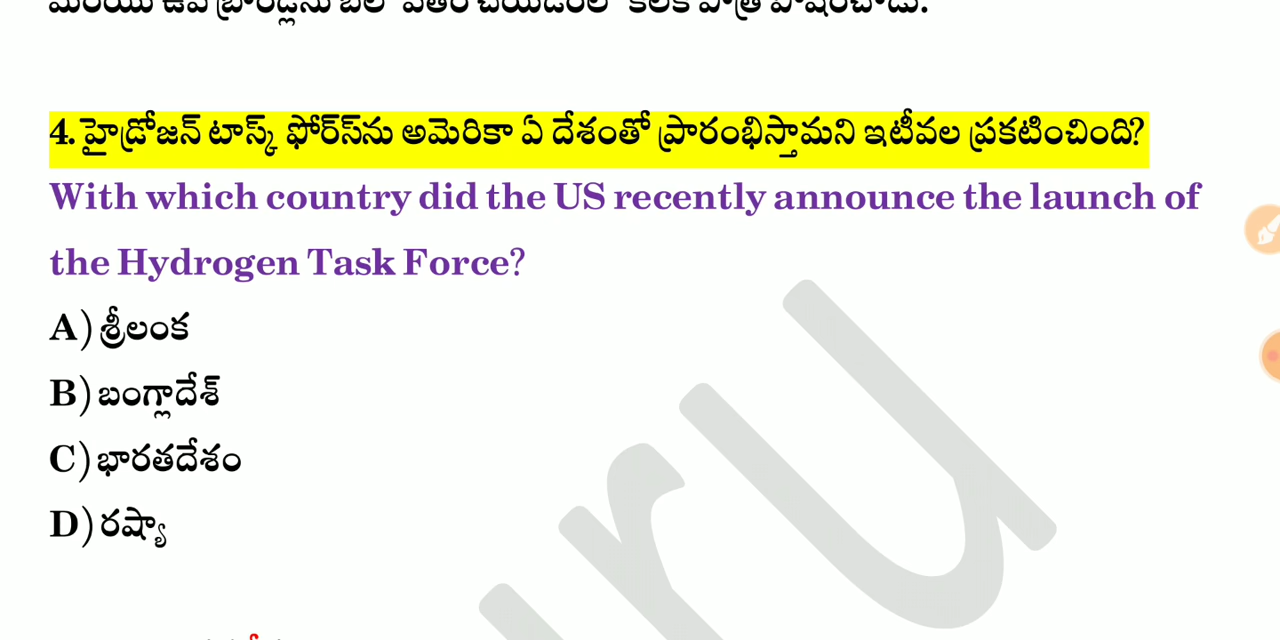 4. హైడ్రోజన్ టాస్క్ ఫోర్స్‌ను అమెరికా ఏ దేశంతో ప్రారంభిస్తామని ఇటీవల ప్రకటించింది?
With which country did the US recently announce the launch of
the Hydrogen Task Force?
A) శ్రీలంక
B) బంగ్లాదేశ్
C) భారతదేశం
D) రష్యా